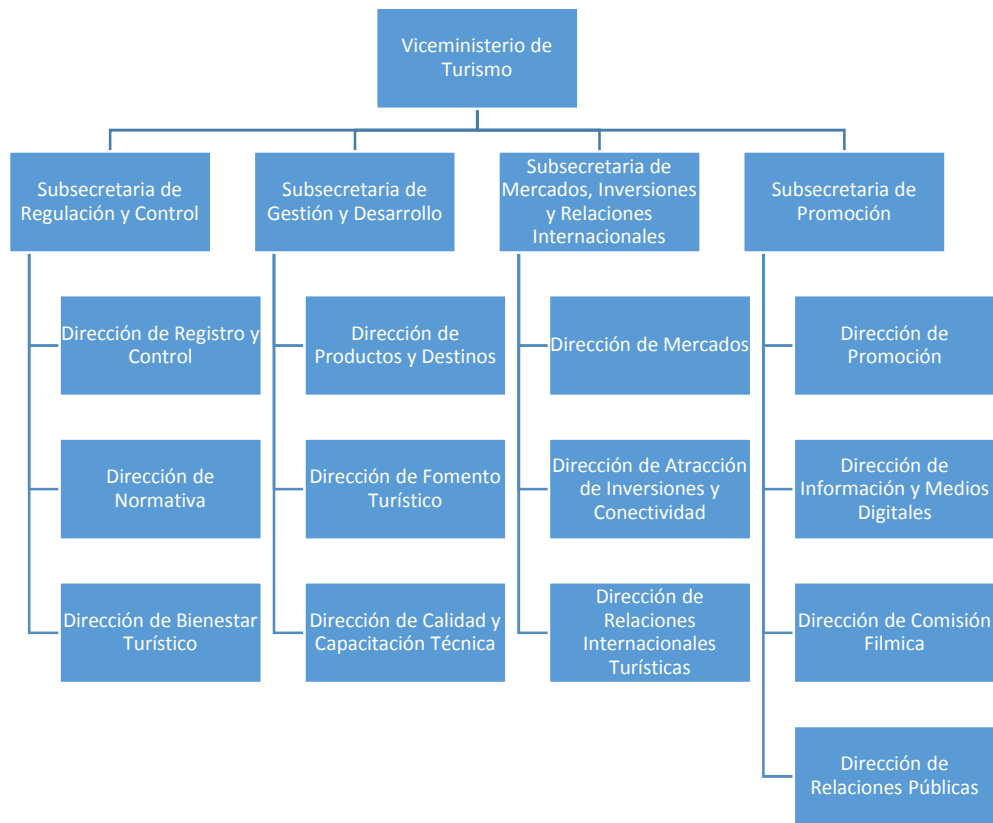 Viceministerio de
Turismo
Subsecretaria de
Regulación y Control
Subsecretaria de
Gestión y Desarrollo
Subsecretaria de
Mercados, Inversiones
y Relaciones
Internacionales
Subsecretaria de
Promoción
Dirección de Registro y
Control
Dirección de
Productos y Destinos
Dirección de Mercados
Dirección de
Promoción
Dirección de
Normativa
Dirección de Fomento
Turístico
Dirección de Atracción
de Inversiones y
Conectividad
Dirección de
Información y Medios
Digitales
Dirección de Bienestar
Turístico
Dirección de Calidad y
Capacitación Técnica
Dirección de
Relaciones
Internacionales
Turísticas
Dirección de Comisión
Filmica
Dirección de
Relaciones Públicas